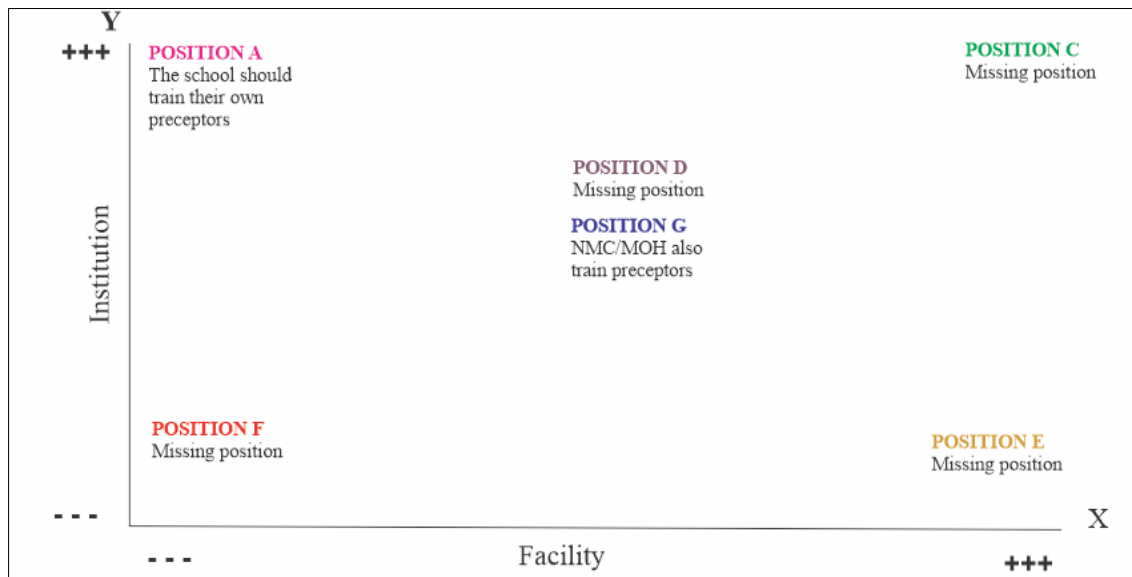 Y
+++
POSITION A
The school should
train their own
preceptors
POSITION C
Missing position
POSITION D
Missing position
POSITION G
NMC/MOH also
train preceptors
Institution
POSITION F
Missing position
POSITION E
Missing position
- - -
X
- - -
Facility
+++